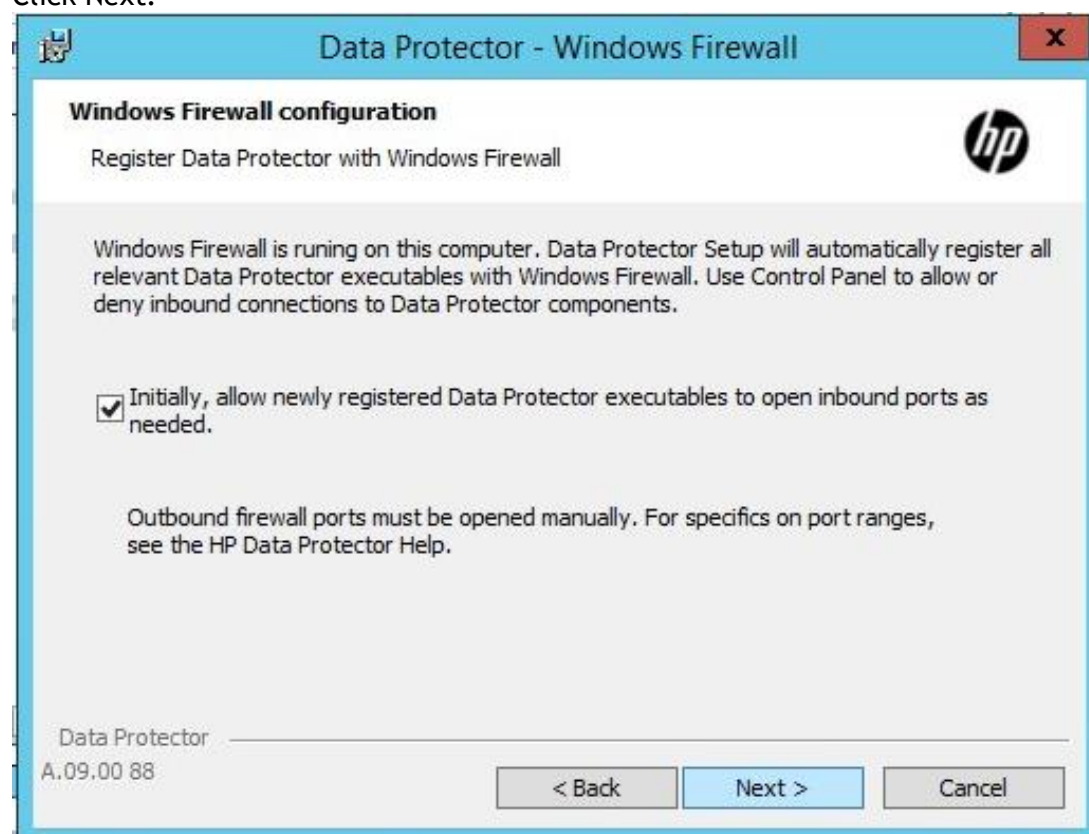 Click Next.
Data Protector - Windows Firewall
x
Windows Firewall configuration
Register Data Protector with Windows Firewall
hp
Windows Firewall is runing on this computer. Data Protector Setup will automatically register all
relevant Data Protector executables with Windows Firewall. Use Control Panel to allow or
deny inbound connections to Data Protector components.
Initially, allow newly registered Data Protector executables to open inbound ports as
needed.
Outbound firewall ports must be opened manually. For specifics on port ranges,
see the HP Data Protector Help.
Data Protector
A.09.00 88
< Back
Next >
Cancel